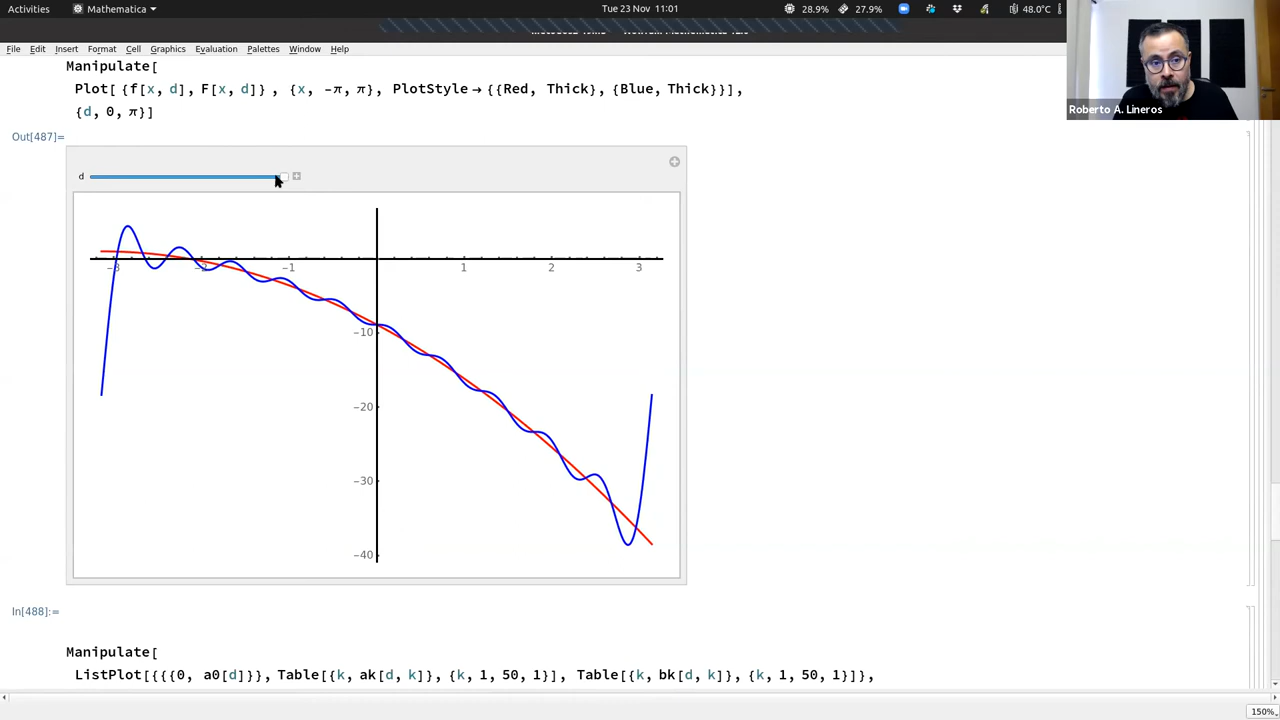 Activities Mathematica Tue 23 Nov 11:01 28.9% 27.9% 48.0°C
File Edit Insert Format Cell Graphics Evaluation Palettes Window Help
Roberto A. Lineros
Manipulate[
Plot[ {f[x, d], F[x, d]} , {x, -π, π}, PlotStyle → {{Red, Thick}, {Blue, Thick}}],
{d, 0, π}]
Out[487]=
d
-3 -2 -1 1 2 3
-10
-20
-30
-40
In[488]:=
Manipulate[
ListPlot[{{{0, a0[d]}}, Table[{k, ak[d, k]}, {k, 1, 50, 1}], Table[{k, bk[d, k]}, {k, 1, 50, 1}]},
150%